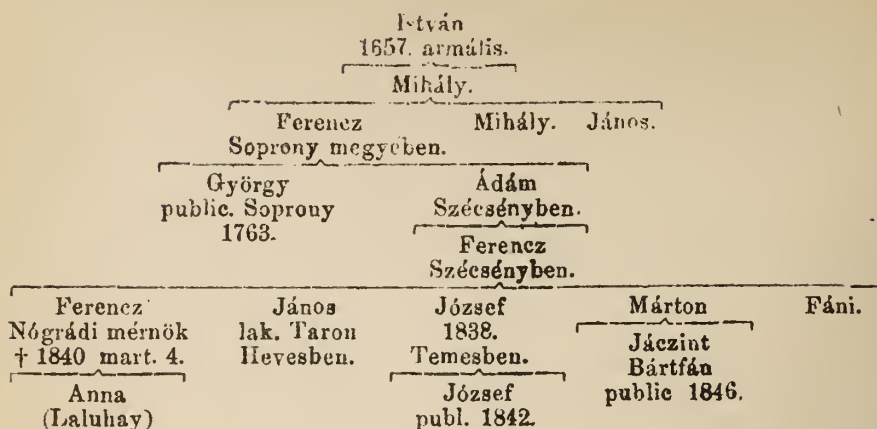 István
1657. armális.
Mihály.
Ferencz Mihály. János.
Soprony megyében.
György Ádám
public. Soprony Szécsényben.
1763.
Ferencz
Szécsényben.
Ferencz János József Márton Fáni.
Nógrádi mérnök lak. Taron 1838.
† 1840 mart. 4. Hevesben. Temesben. Jáczint
Bártfán
Anna József public 1846.
(Laluhay) publ. 1842.